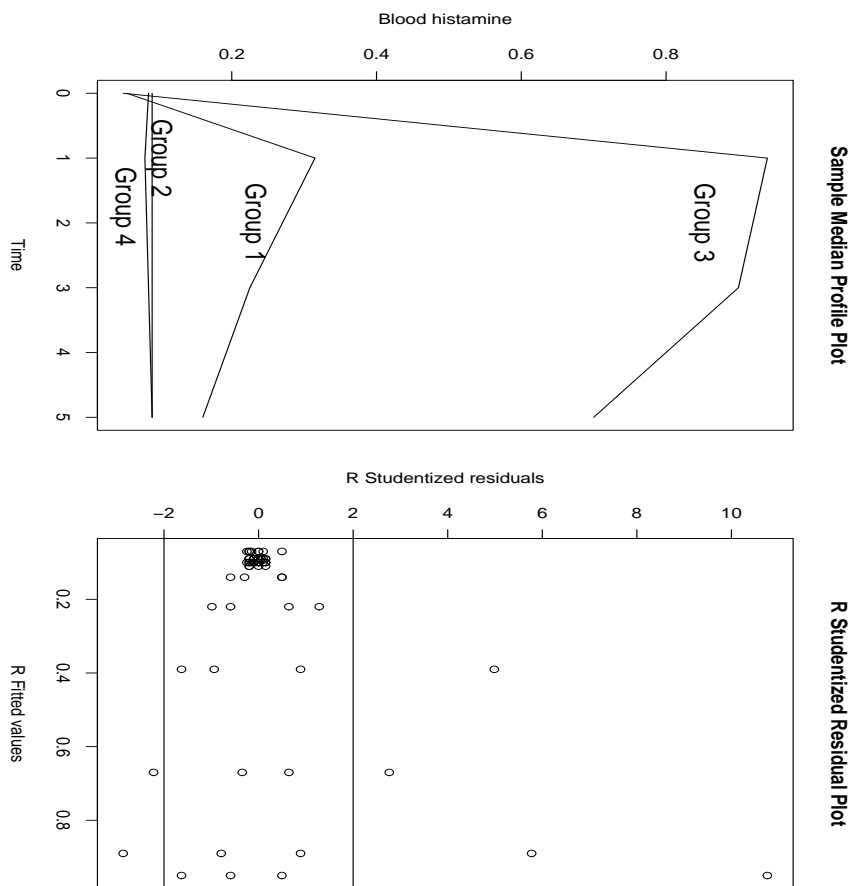 Sample Median Profile Plot
Blood histamine
0.2 0.4 0.6 0.8
0 1 2 3 4 5
Time
Group 3
Group 1
Group 2
Group 4
R Studentized Residual Plot
R Studentized residuals
−2 0 2 4 6 8 10
0.2 0.4 0.6 0.8
R Fitted values